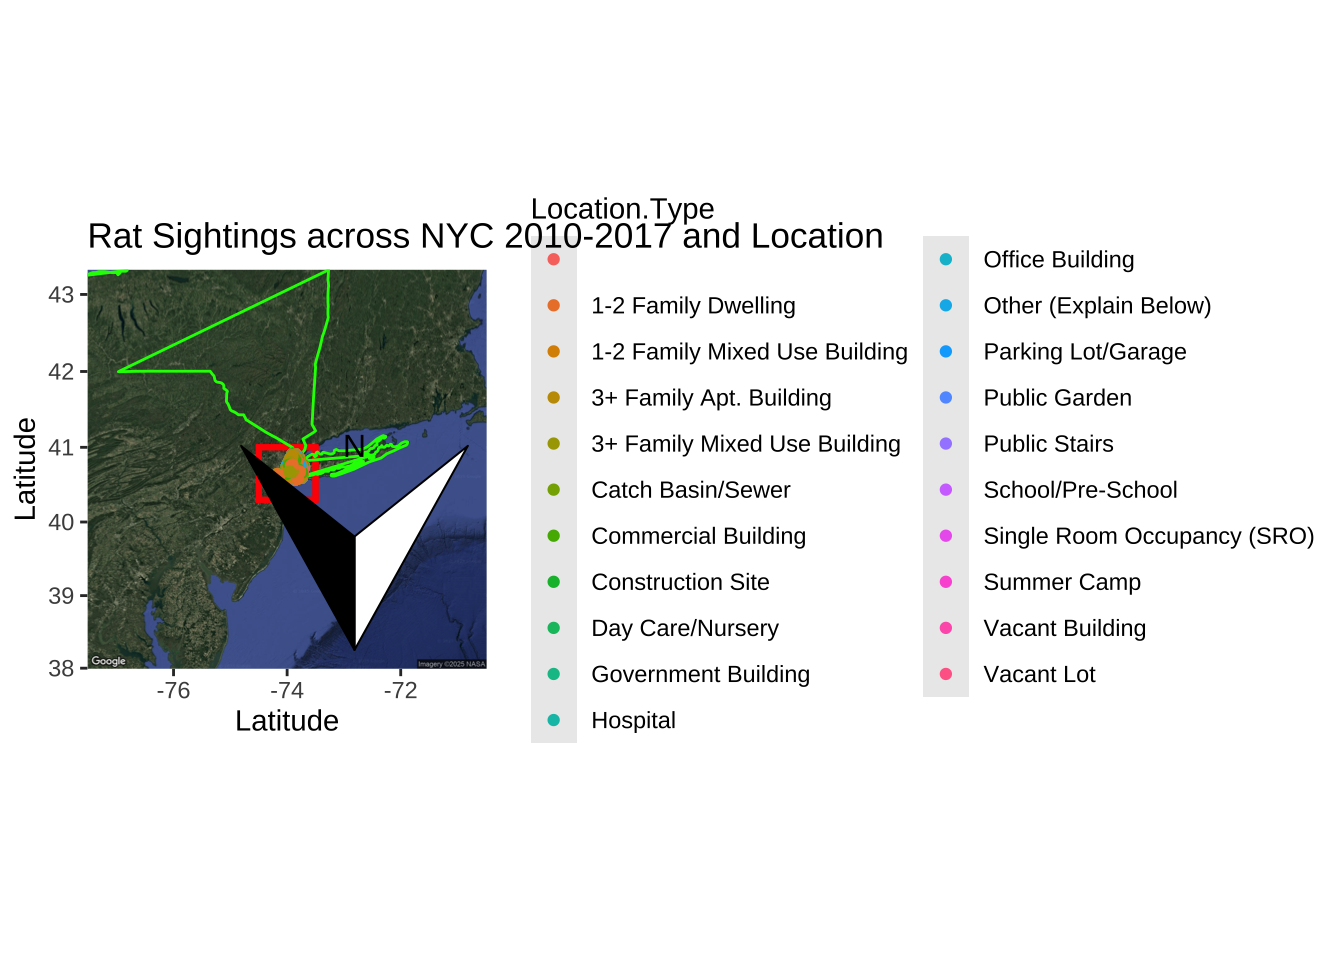 Location.Type
Rat Sightings across NYC 2010-2017 and Location
43
42
41
40
39
38
Latitude
-76
-74
-72
Latitude
N
Google
Imagery ©2025 NASA
1-2 Family Dwelling
1-2 Family Mixed Use Building
3+ Family Apt. Building
3+ Family Mixed Use Building
Catch Basin/Sewer
Commercial Building
Construction Site
Day Care/Nursery
Government Building
Hospital
Office Building
Other (Explain Below)
Parking Lot/Garage
Public Garden
Public Stairs
School/Pre-School
Single Room Occupancy (SRO)
Summer Camp
Vacant Building
Vacant Lot